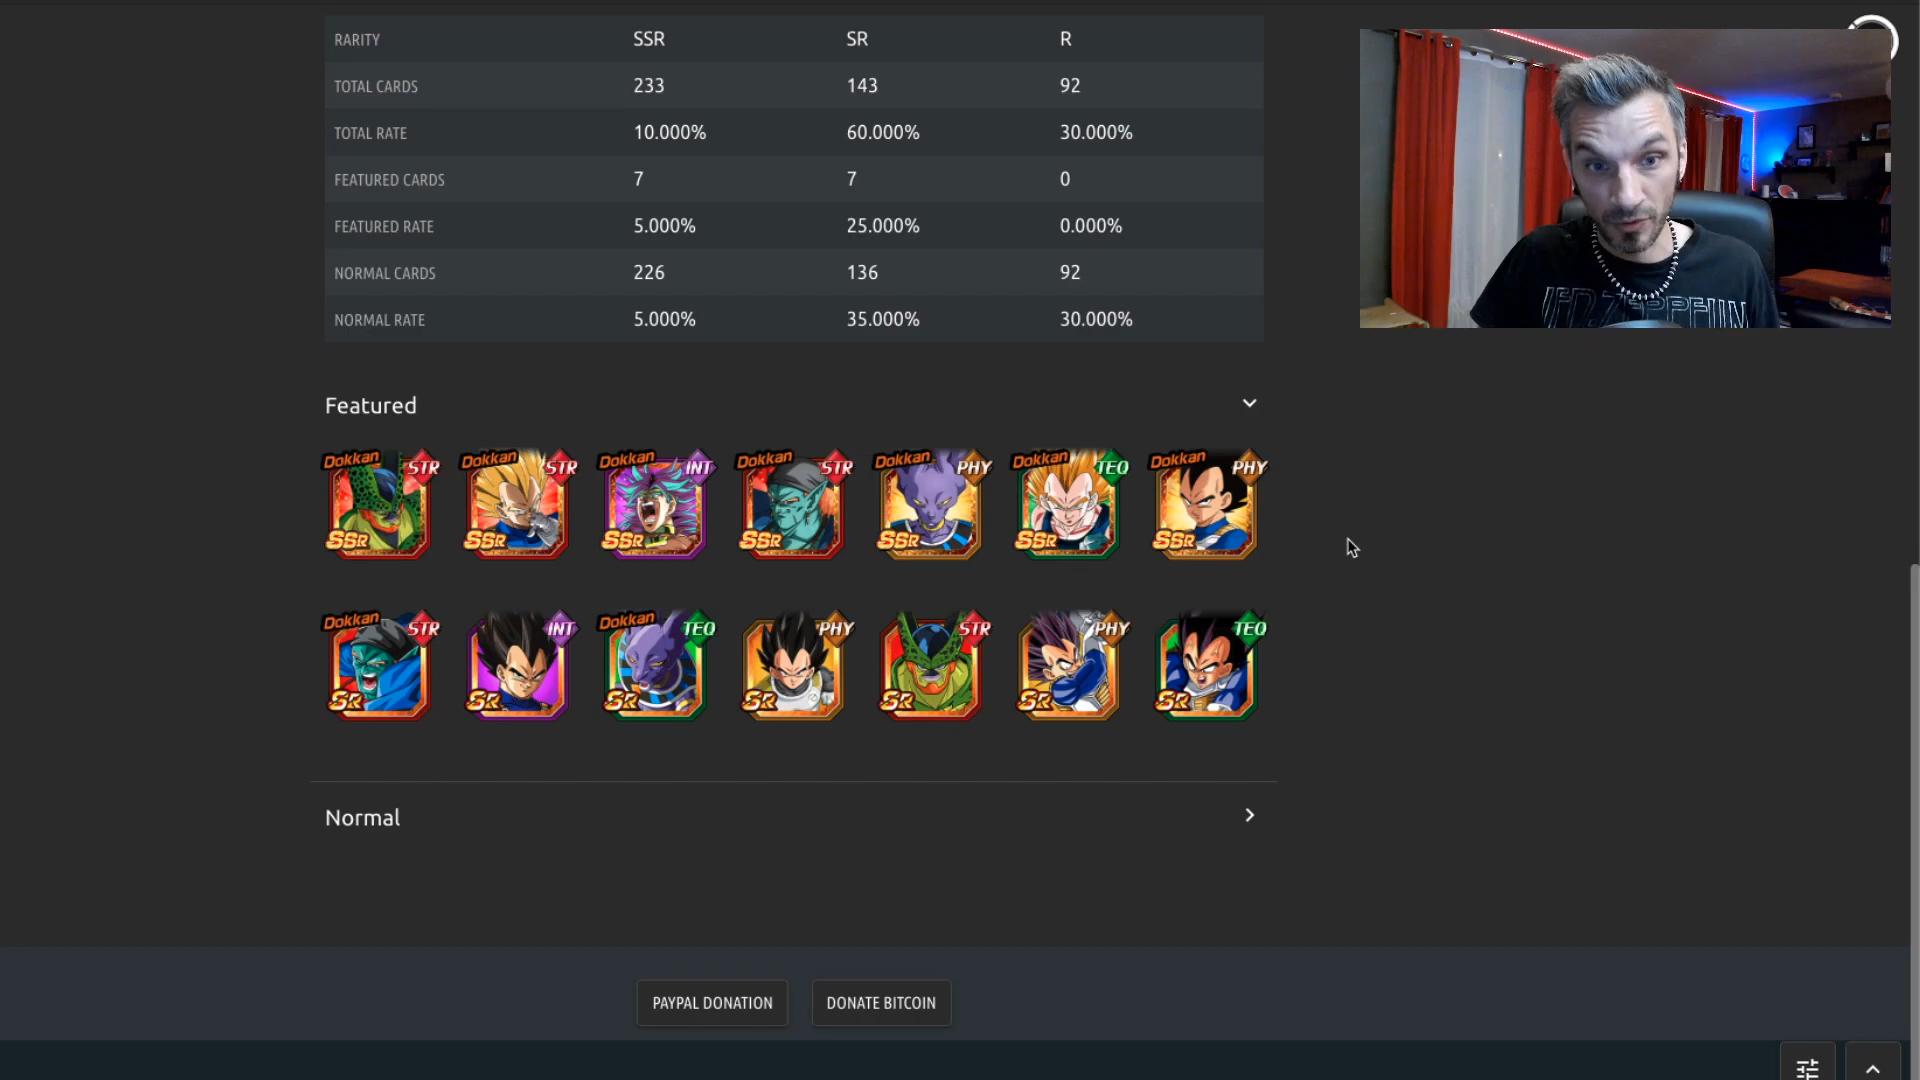 RARITY SSR SR R
TOTAL CARDS 233 143 92
TOTAL RATE 10.000% 60.000% 30.000%
FEATURED CARDS 7 7 0
FEATURED RATE 5.000% 25.000% 0.000%
NORMAL CARDS 226 136 92
NORMAL RATE 5.000% 35.000% 30.000%
LED ZEPPELIN
Featured
Dokkan STR Dokkan STR Dokkan INT Dokkan STR Dokkan PHY Dokkan TEQ Dokkan PHY
SSR SSR SSR SSR SSR SSR SSR
Dokkan STR INT Dokkan TEQ PHY STR PHY TEQ
SR SR SR SR SR SR SR
Normal
PAYPAL DONATION DONATE BITCOIN